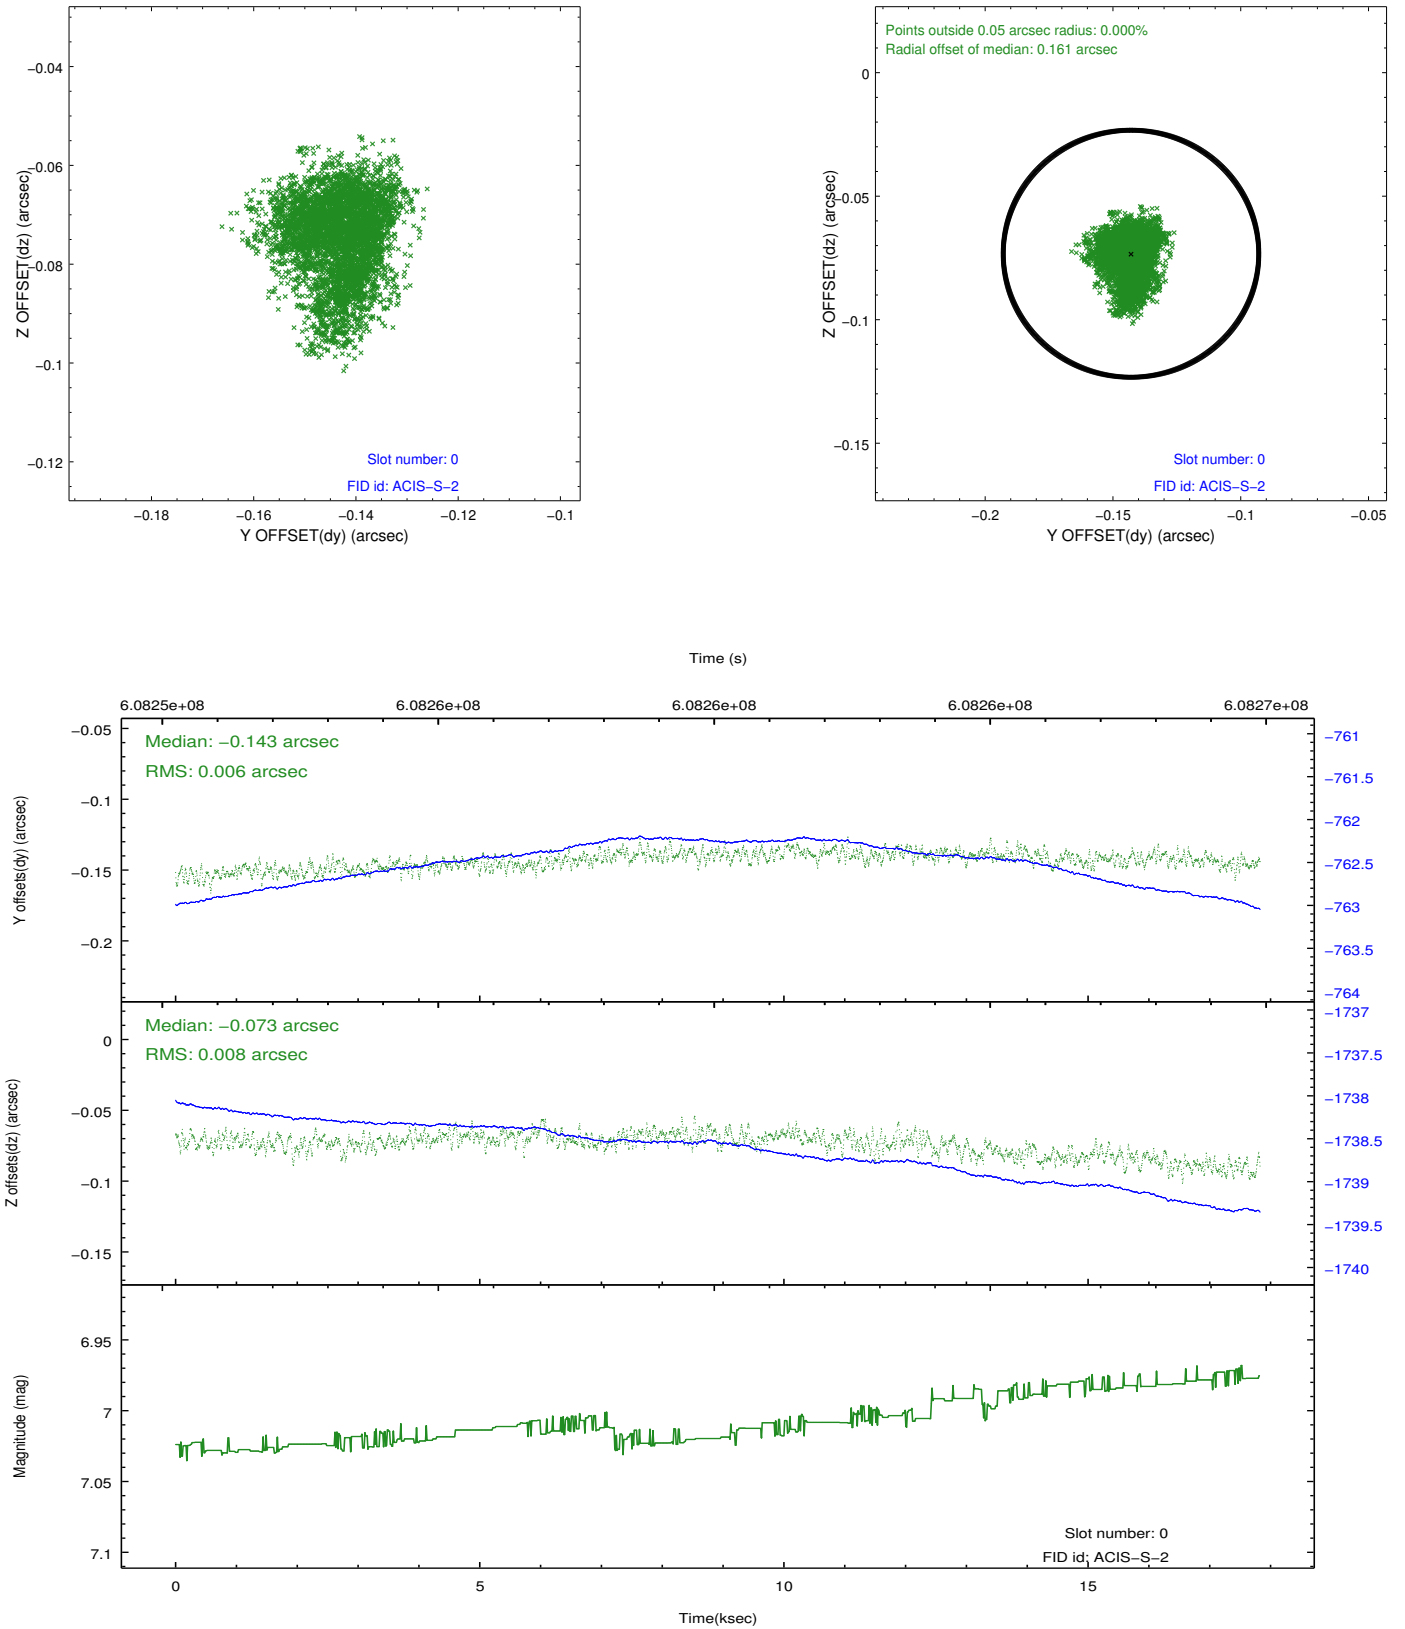 −0.04
−0.06
−0.08
−0.1
−0.12
Z OFFSET(dz) (arcsec)
Slot number: 0
FID id: ACIS−S−2
−0.18 −0.16 −0.14 −0.12 −0.1
Y OFFSET(dy) (arcsec)
Points outside 0.05 arcsec radius: 0.000%
Radial offset of median: 0.161 arcsec
0
−0.05
−0.1
−0.15
Z OFFSET(dz) (arcsec)
Slot number: 0
FID id: ACIS−S−2
−0.2 −0.15 −0.1 −0.05
Y OFFSET(dy) (arcsec)
Time (s)
6.0825e+08 6.0826e+08 6.0826e+08 6.0826e+08 6.0827e+08
Median: −0.143 arcsec
RMS: 0.006 arcsec
−0.05
−0.1
−0.15
−0.2
Y offsets(dy) (arcsec)
−761
−761.5
−762
−762.5
−763
−763.5
−764
Median: −0.073 arcsec
RMS: 0.008 arcsec
0
−0.05
−0.1
−0.15
Z offsets(dz) (arcsec)
−1737
−1737.5
−1738
−1738.5
−1739
−1739.5
−1740
6.95
7
7.05
7.1
Magnitude (mag)
Slot number: 0
FID id: ACIS−S−2
0 5 10 15
Time(ksec)